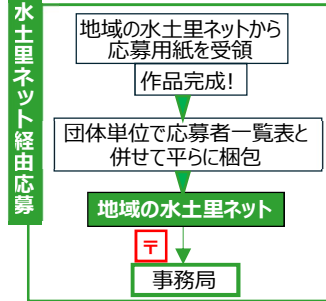 水土里ネット経由応募
地域の水土里ネットから
応募用紙を受領
作品完成！
団体単位で応募者一覧表と
併せて平らに梱包
地域の水土里ネット
〒
事務局